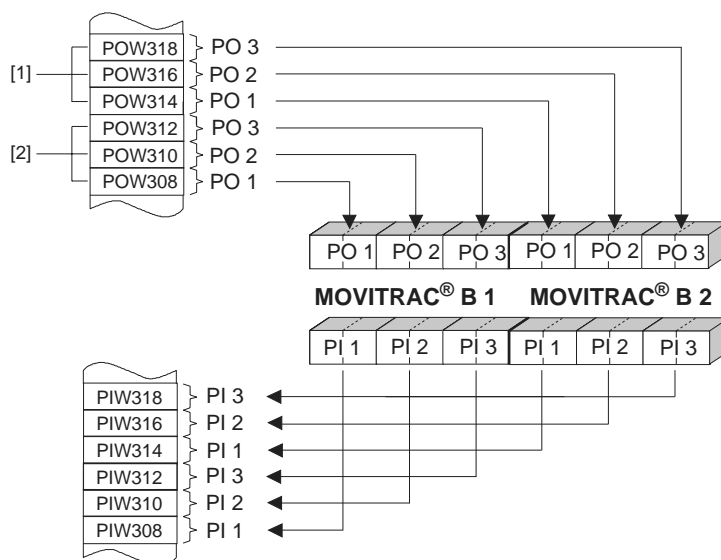 POW318 PO 3
[1] POW316 PO 2
POW314 PO 1
POW312 PO 3
[2] POW310 PO 2
POW308 PO 1
PO 1 PO 2 PO 3 PO 1 PO 2 PO 3
MOVITRAC® B 1 MOVITRAC® B 2
PI 1 PI 2 PI 3 PI 1 PI 2 PI 3
PIW318 PI 3
PIW316 PI 2
PIW314 PI 1
PIW312 PI 3
PIW310 PI 2
PIW308 PI 1